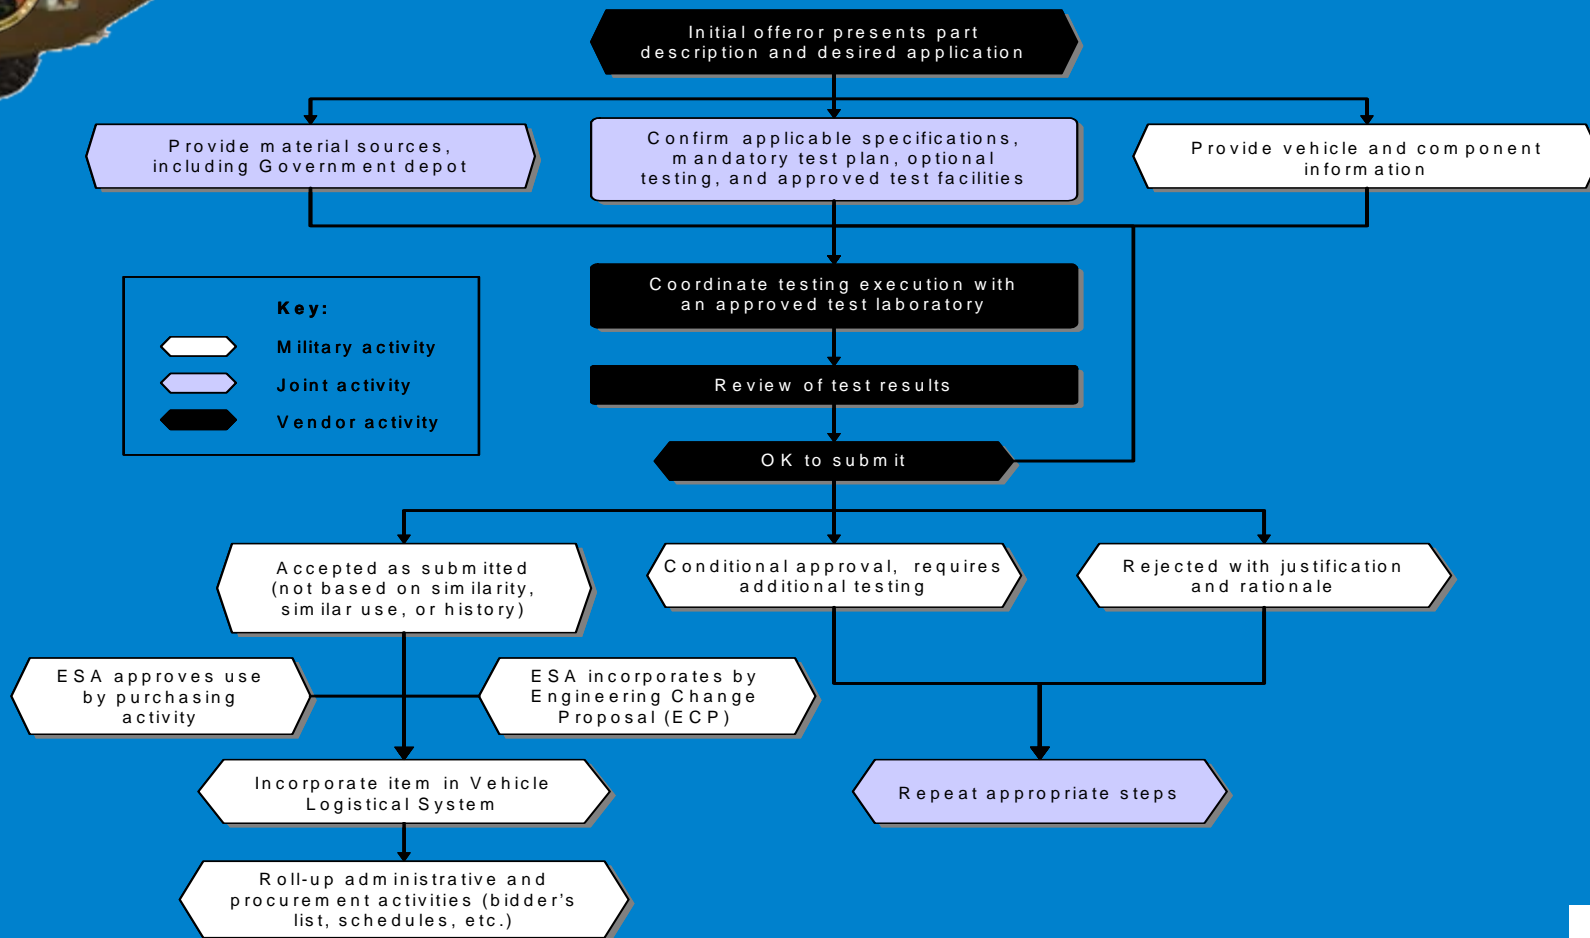 Initial offeror presents part
description and desired application
Provide material sources,
including Government depot
Confirm applicable specifications,
mandatory test plan, optional
testing, and approved test facilities
Provide vehicle and component
information
Coordinate testing execution with
an approved test laboratory
Key:
Military activity
Joint activity
Vendor activity
Review of test results
OK to submit
Accepted as submitted
(not based on similarity,
similar use, or history)
Conditional approval, requires
additional testing
Rejected with justification
and rationale
ESA approves use
by purchasing
activity
ESA incorporates by
Engineering Change
Proposal (ECP)
Incorporate item in Vehicle
Logistical System
Repeat appropriate steps
Roll-up administrative and
procurement activities (bidder's
list, schedules, etc.)